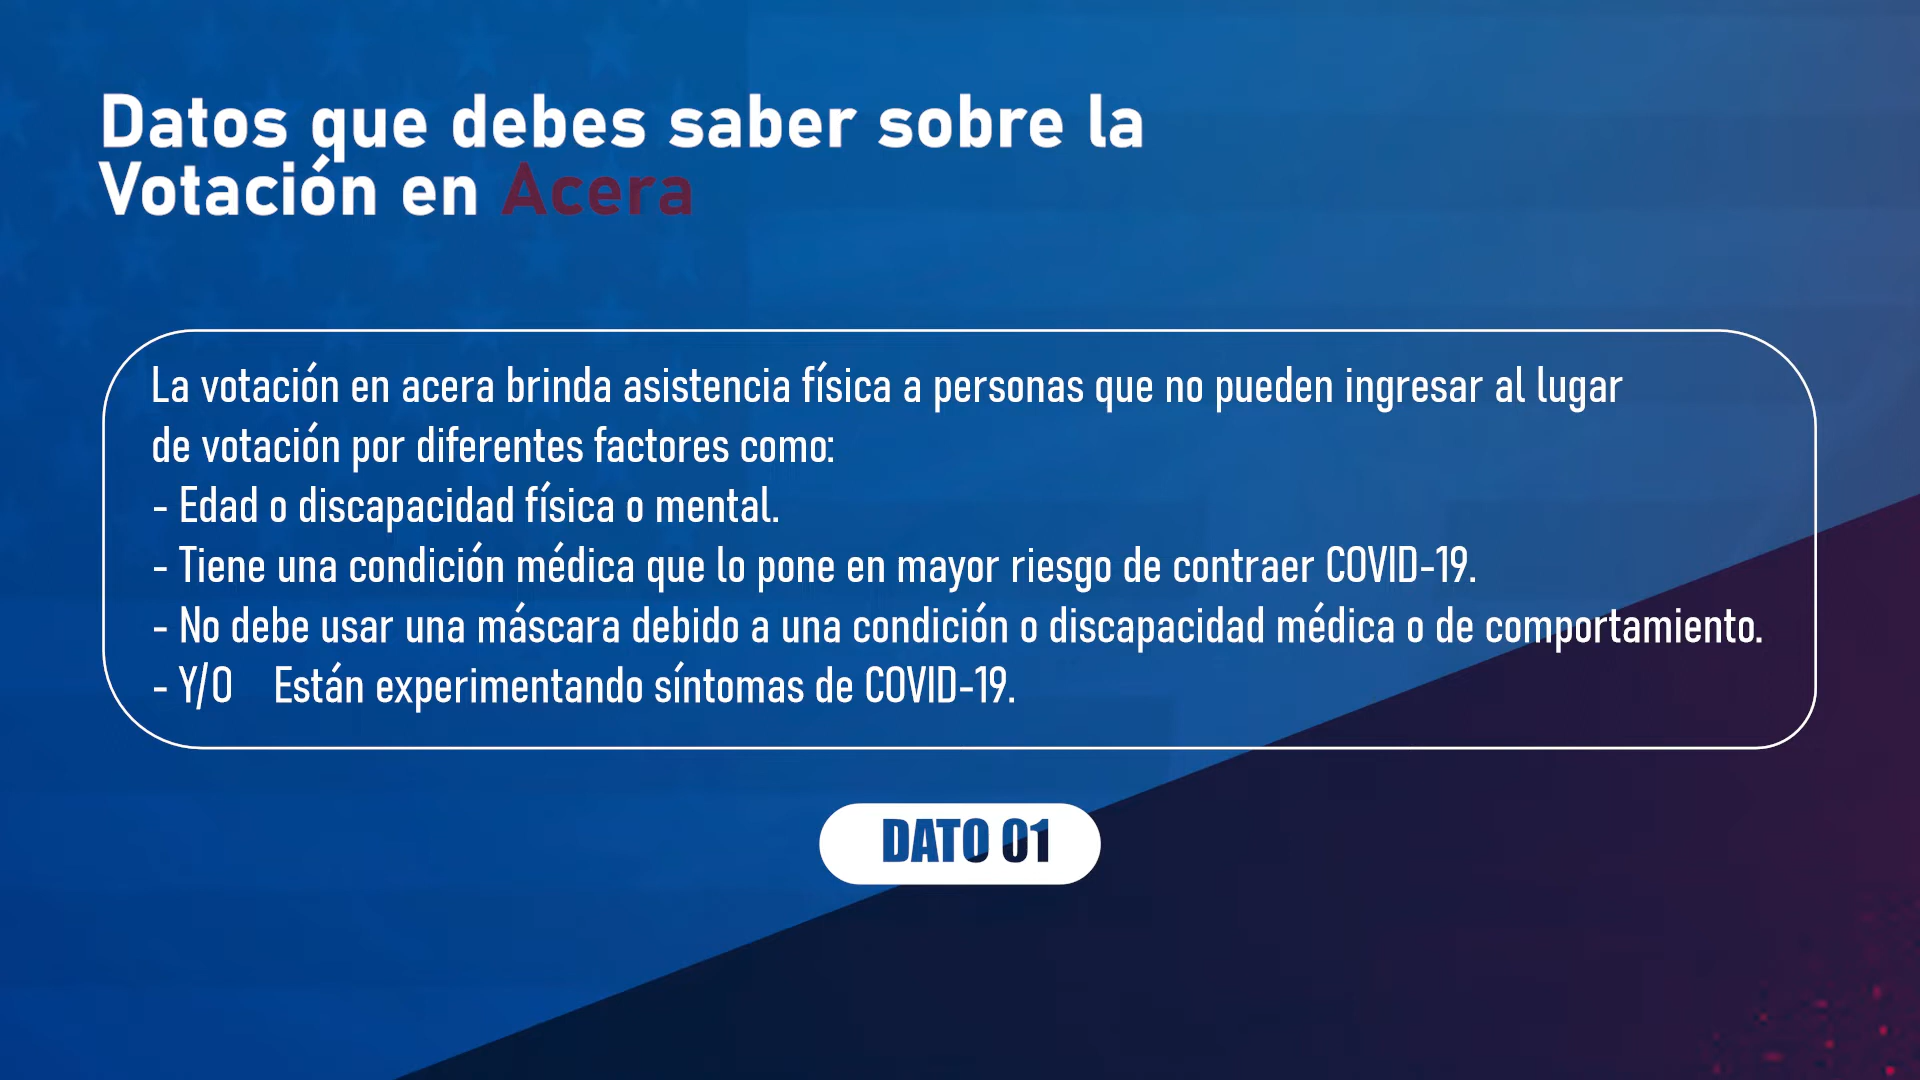 Datos que debes saber sobre la
Votación en Acera
La votación en acera brinda asistencia física a personas que no pueden ingresar al lugar
de votación por diferentes factores como:
- Edad o discapacidad física o mental.
- Tiene una condición médica que lo pone en mayor riesgo de contraer COVID-19.
- No debe usar una máscara debido a una condición o discapacidad médica o de comportamiento.
- Y/O Están experimentando síntomas de COVID-19.
DATO 01